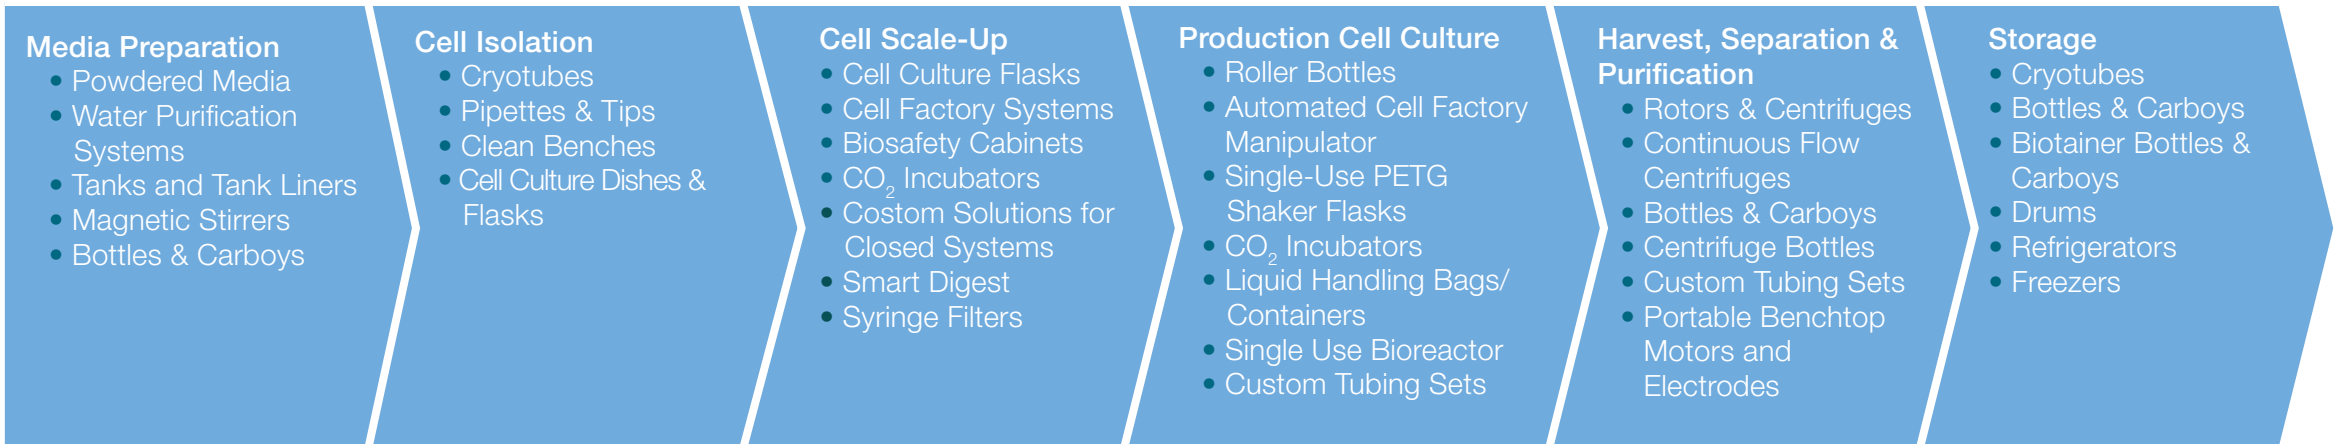 Media Preparation
• Powdered Media
• Water Purification
Systems
• Tanks and Tank Liners
• Magnetic Stirrers
• Bottles & Carboys
Cell Isolation
• Cryotubes
• Pipettes & Tips
• Clean Benches
• Cell Culture Dishes &
Flasks
Cell Scale-Up
• Cell Culture Flasks
• Cell Factory Systems
• Biosafety Cabinets
• CO₂ Incubators
• Costom Solutions for
Closed Systems
• Smart Digest
• Syringe Filters
Production Cell Culture
• Roller Bottles
• Automated Cell Factory
Manipulator
• Single-Use PETG
Shaker Flasks
• CO₂ Incubators
• Liquid Handling Bags/
Containers
• Single Use Bioreactor
• Custom Tubing Sets
Harvest, Separation &
Purification
• Rotors & Centrifuges
• Continuous Flow
Centrifuges
• Bottles & Carboys
• Centrifuge Bottles
• Custom Tubing Sets
• Portable Benchtop
Motors and
Electrodes
Storage
• Cryotubes
• Bottles & Carboys
• Biotainer Bottles &
Carboys
• Drums
• Refrigerators
• Freezers